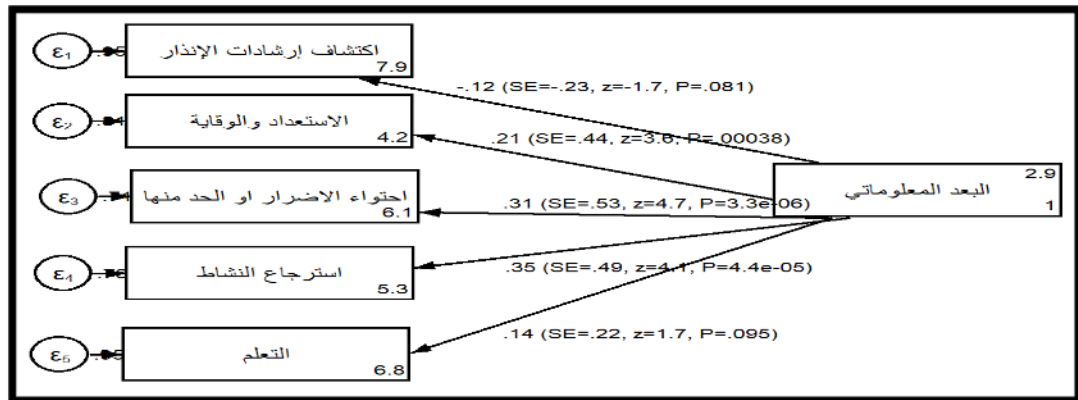 ε1
اكتشاف إرشادات الإنذار
7.9
-.12 (SE=-.23, z=-1.7, P=.081)
ε2
الاستعداد والوقاية
4.2
.21 (SE=.44, z=3.6, P=.00038)
2.9
البعد المعلوماتي
1
ε3
احتواء الاضرار او الحد منها
6.1
.31 (SE=.53, z=4.7, P=3.3e-06)
ε4
استرجاع النشاط
5.3
.35 (SE=.49, z=4.1, P=4.4e-05)
ε5
التعلم
6.8
.14 (SE=.22, z=1.7, P=.095)